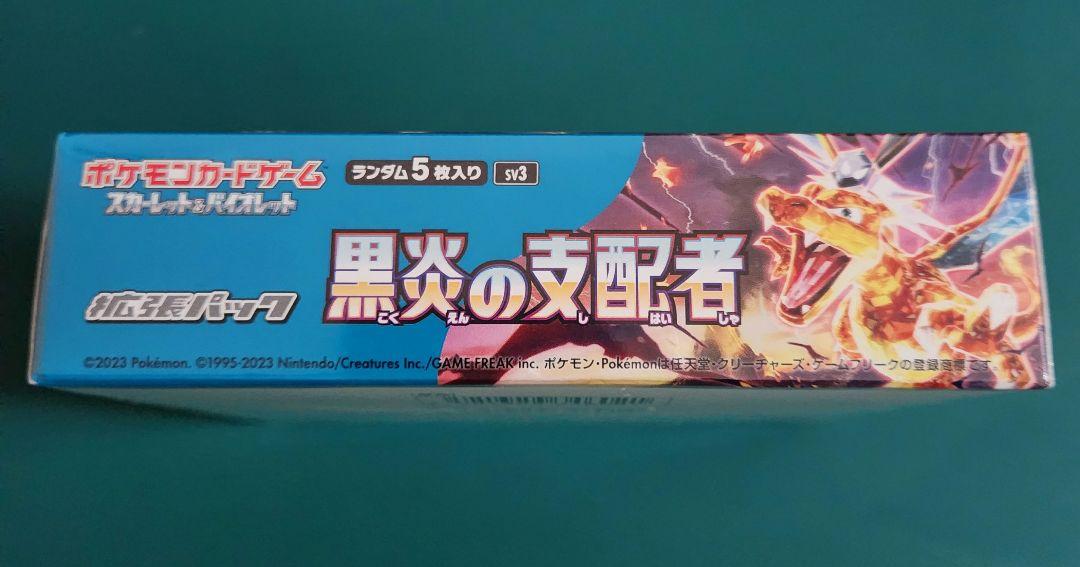 ポケモンカードゲーム
スカーレット&バイオレット
ランダム5枚入り SV3
黒炎の支配者
こく えん し はい しゃ
拡張パック
©2023 Pokémon. ©1995-2023 Nintendo/Creatures Inc./GAME FREAK inc. ポケモン・Pokémonは任天堂・クリーチャーズ・ゲームフリークの登録商標です。